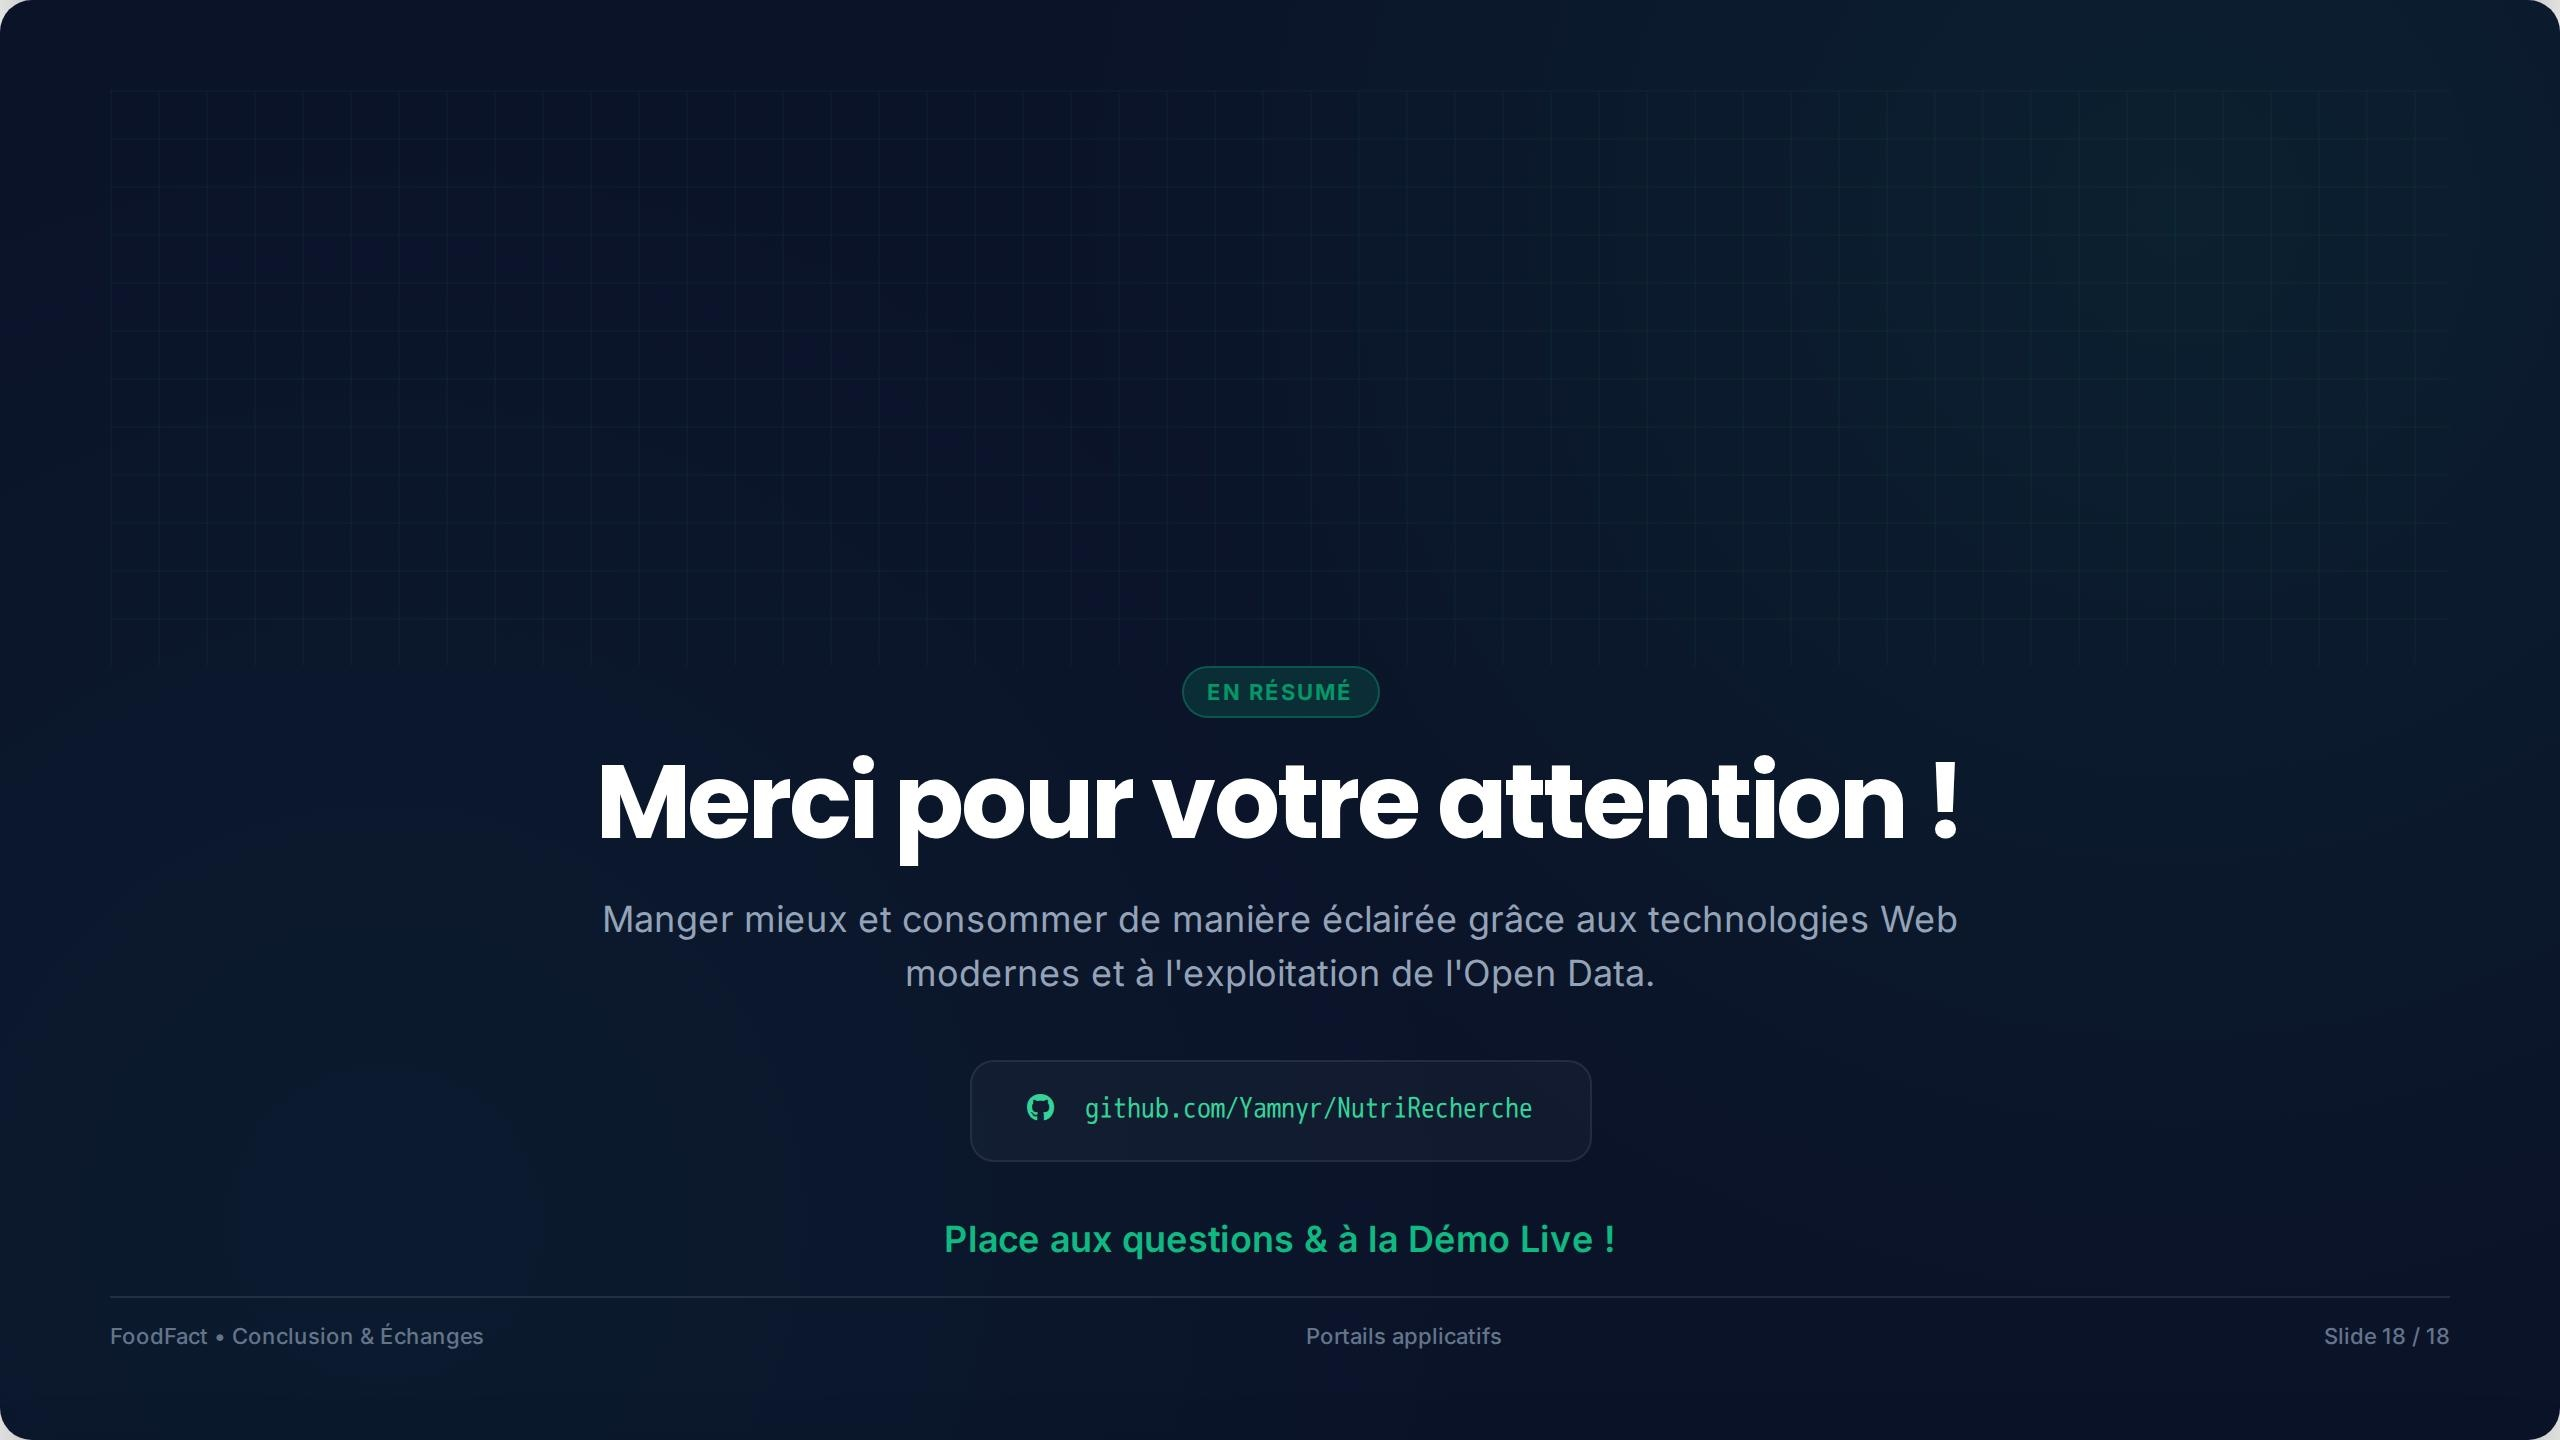 EN RÉSUMÉ
Merci pour votre attention !
Manger mieux et consommer de manière éclairée grâce aux technologies Web
modernes et à l'exploitation de l'Open Data.
github.com/Yamnyr/NutriRecherche
Place aux questions & à la Démo Live !
FoodFact • Conclusion & Échanges
Portails applicatifs
Slide 18 / 18